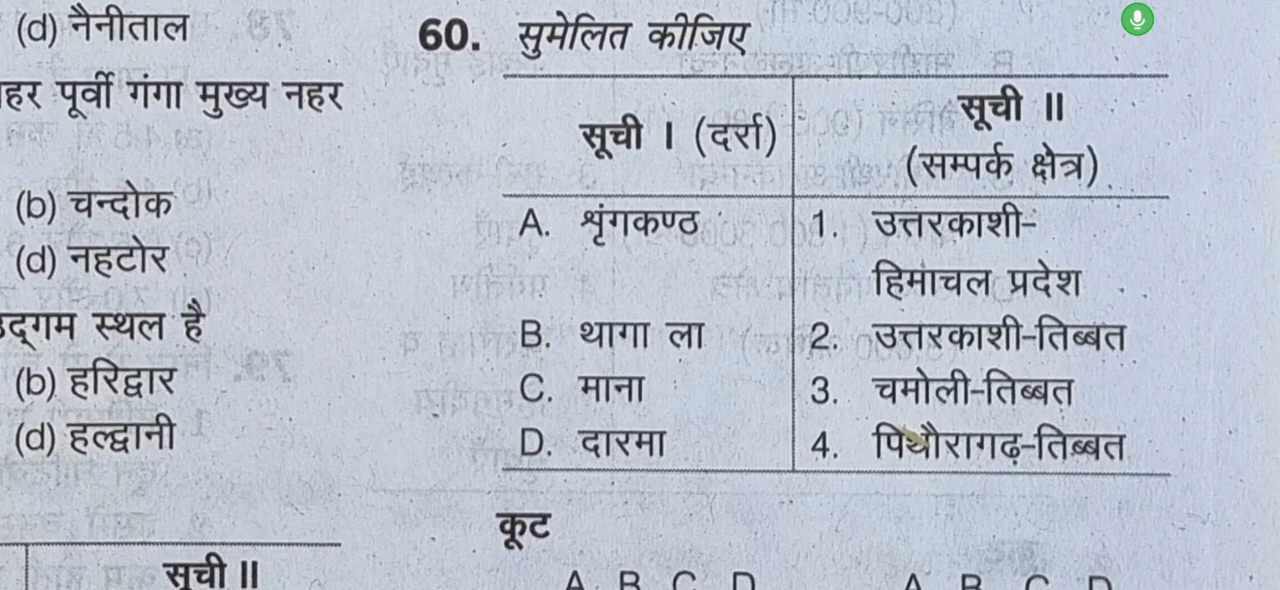 (d) नैनीताल
हर पूर्वी गंगा मुख्य नहर
(b) चन्दोक
(d) नहटोर
उद्गम स्थल है
(b) हरिद्वार
(d) हल्द्वानी
सूची II
60. सुमेलित कीजिए
सूची I (दर्रा) सूची II (सम्पर्क क्षेत्र)
A. श्रृंगकण्ठ 1. उत्तरकाशी-
हिमांचल प्रदेश
B. थागा ला 2. उत्तरकाशी-तिब्बत
C. माना 3. चमोली-तिब्बत
D. दारमा 4. पिथौरागढ़-तिब्बत
कूट
A B C D A B C D